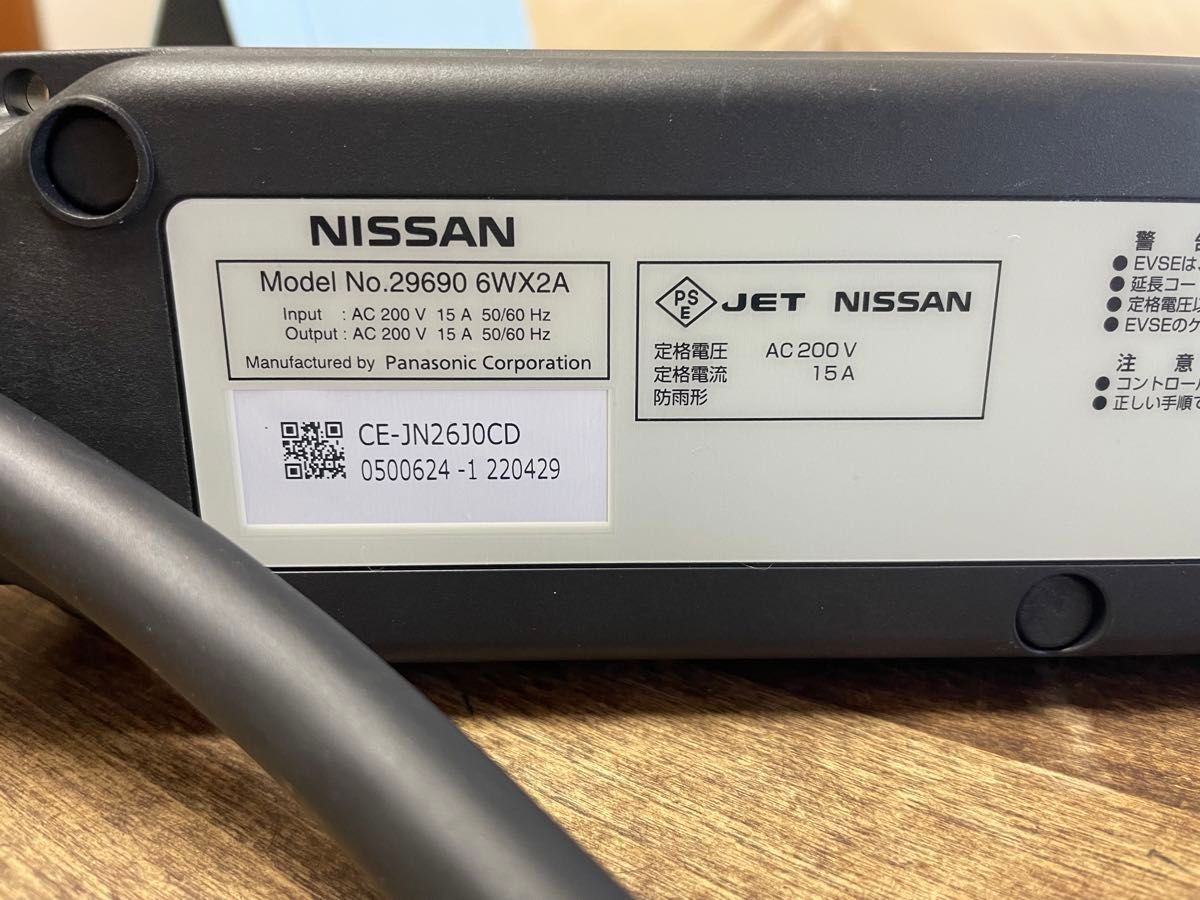 NISSAN
Model No.29690 6WX2A
Input : AC 200 V 15 A 50/60 Hz
Output : AC 200 V 15 A 50/60 Hz
Manufactured by Panasonic Corporation
CE-JN26J0CD
0500624 -1 220429
PSE JET NISSAN
定格電圧 AC 200 V
定格電流 15 A
防雨形
警
● EVSEは、
● 延長コー
● 定格電圧以
● EVSEのケ
注 意
● コントロール
● 正しい手順で